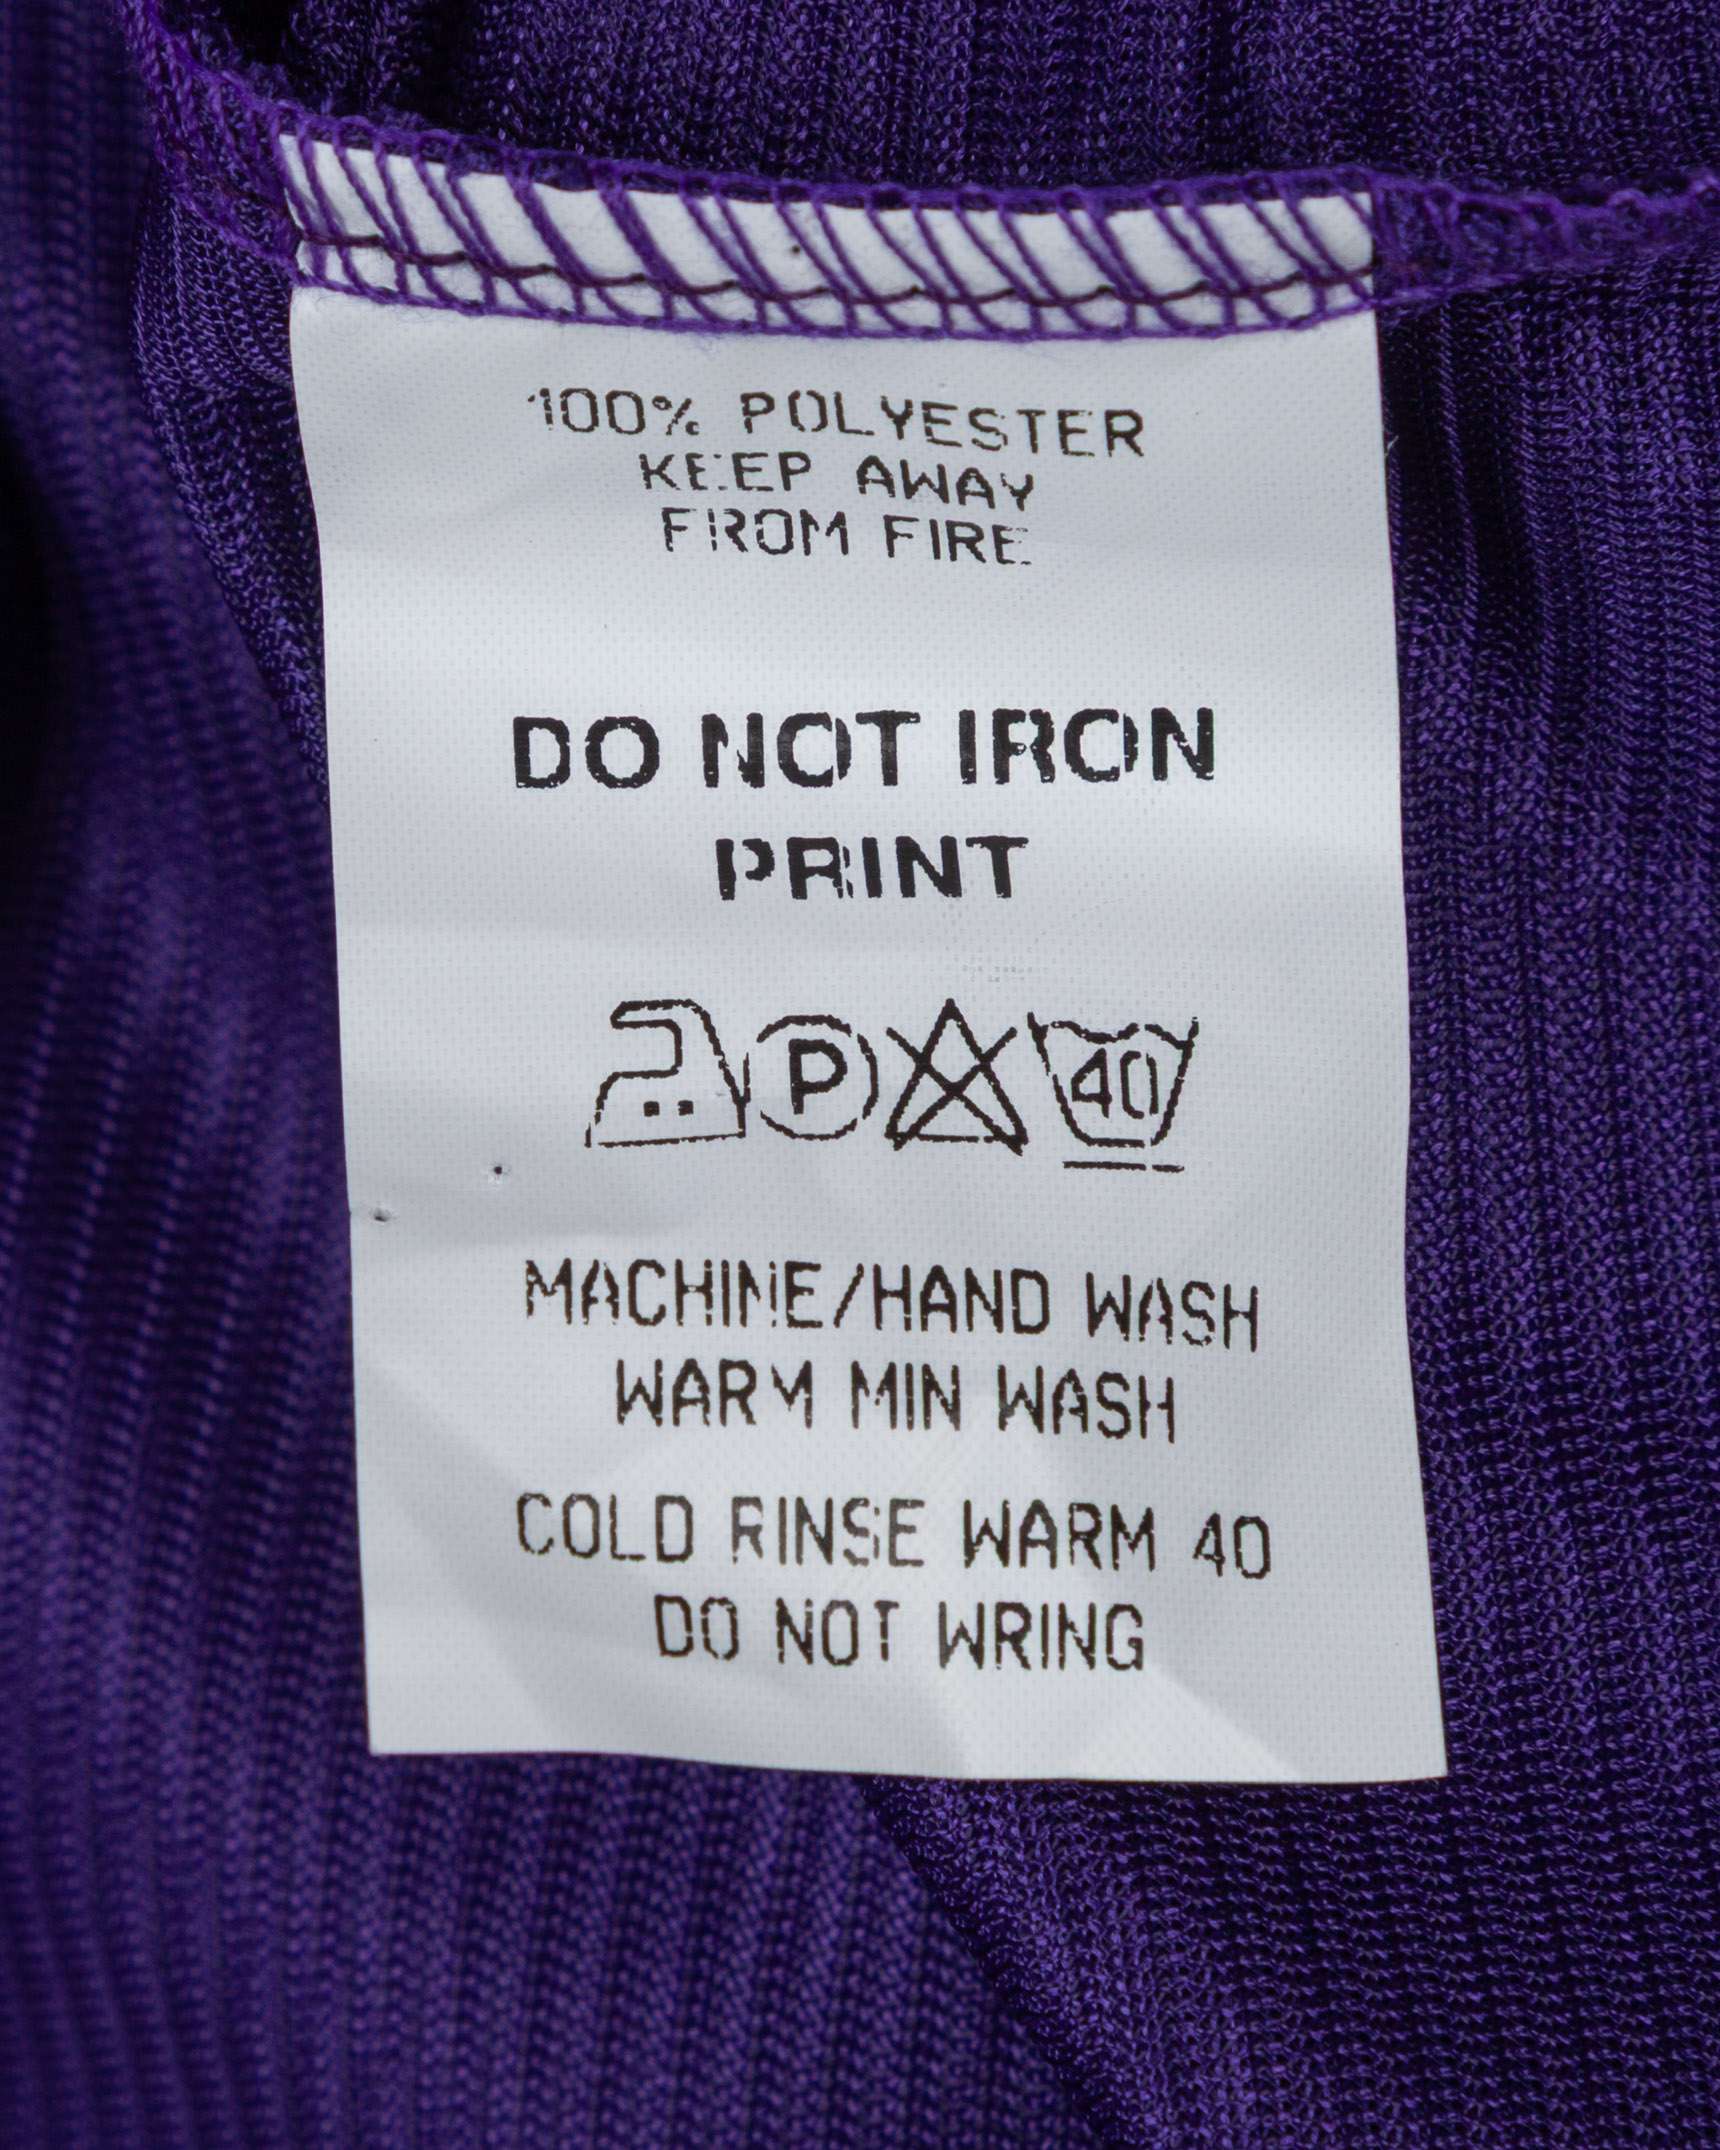 100% POLYESTER
KEEP AWAY
FROM FIRE
DO NOT IRON
PRINT
P 40
MACHINE/HAND WASH
WARM MIN WASH
COLD RINSE WARM 40
DO NOT WRING